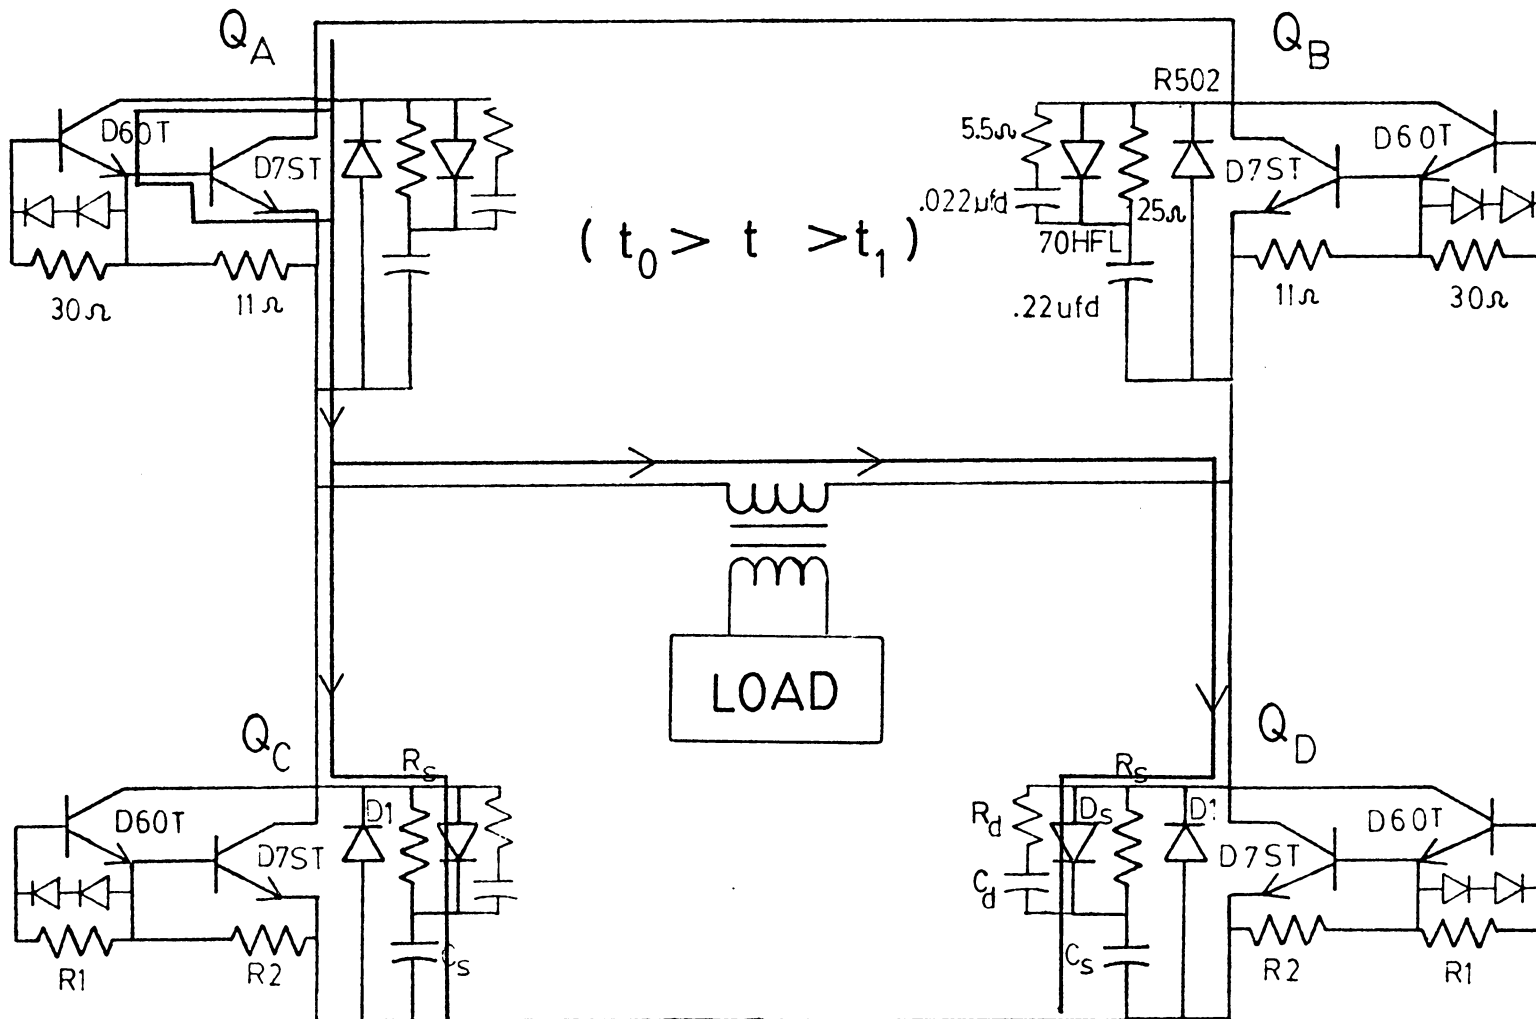 Q_A
Q_B
R502
D60T
D7ST
5.5Ω
D7ST
D60T
.022µfd
25Ω
( t_0 > t > t_1 )
70HFL
30Ω
11Ω
.22ufd
11Ω
30Ω
LOAD
Q_C
Q_D
R_s
R_s
D60T
D1
R_d
D_s
D1
D60T
D7ST
D7ST
C_d
C_s
C_s
R1
R2
R2
R1